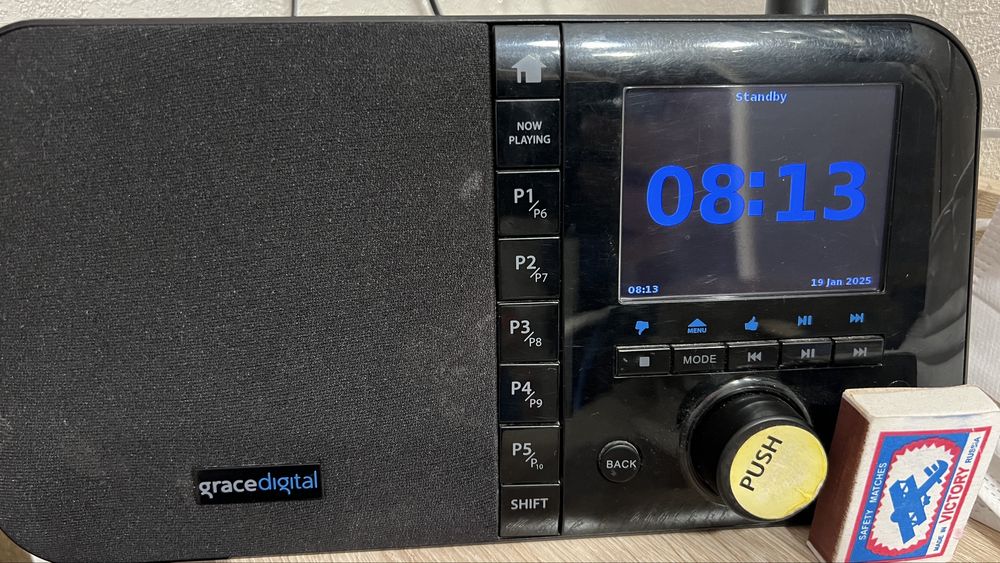 NOW
PLAYING
P1/P6
P2/P7
P3/P8
P4/P9
P5/P10
SHIFT
gracedigital
Standby
08:13
08:13
19 Jan 2025
MENU
MODE
BACK
PUSH
SAFETY MATCHES
MADE IN VICTORY RUSSIA